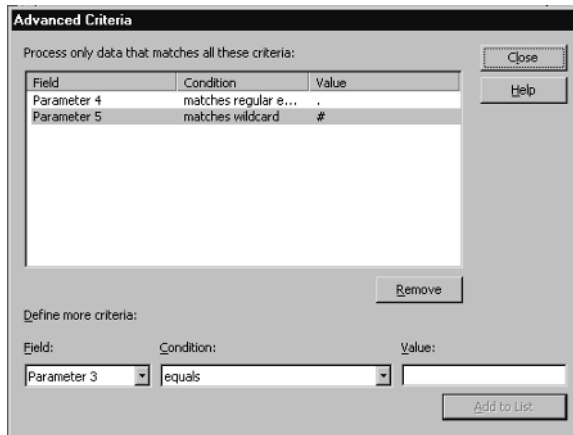 Advanced Criteria
Process only data that matches all these criteria:
Close
Help
Field Condition Value
Parameter 4 matches regular e... .
Parameter 5 matches wildcard #
Remove
Define more criteria:
Field: Condition: Value:
Parameter 3 equals
Add to List